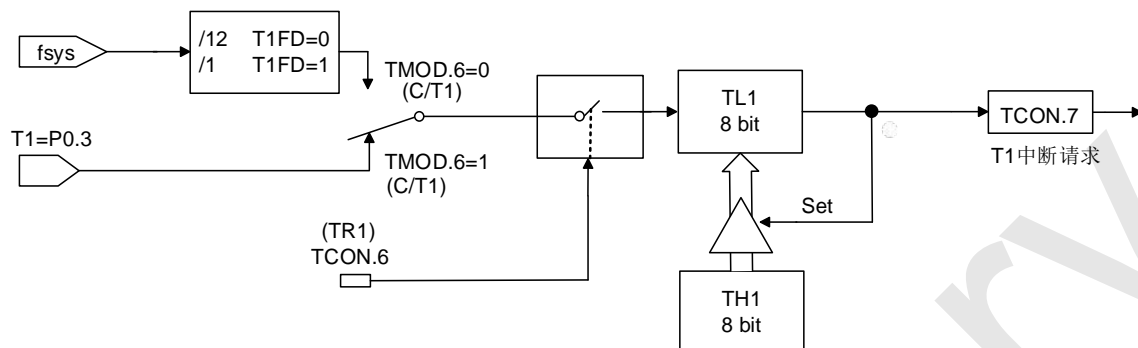 fsys
/12 T1FD=0
/1 T1FD=1
TMOD.6=0
(C/T1)
T1=P0.3
TMOD.6=1
(C/T1)
(TR1)
TCON.6
TL1
8 bit
TCON.7
T1中断请求
Set
TH1
8 bit